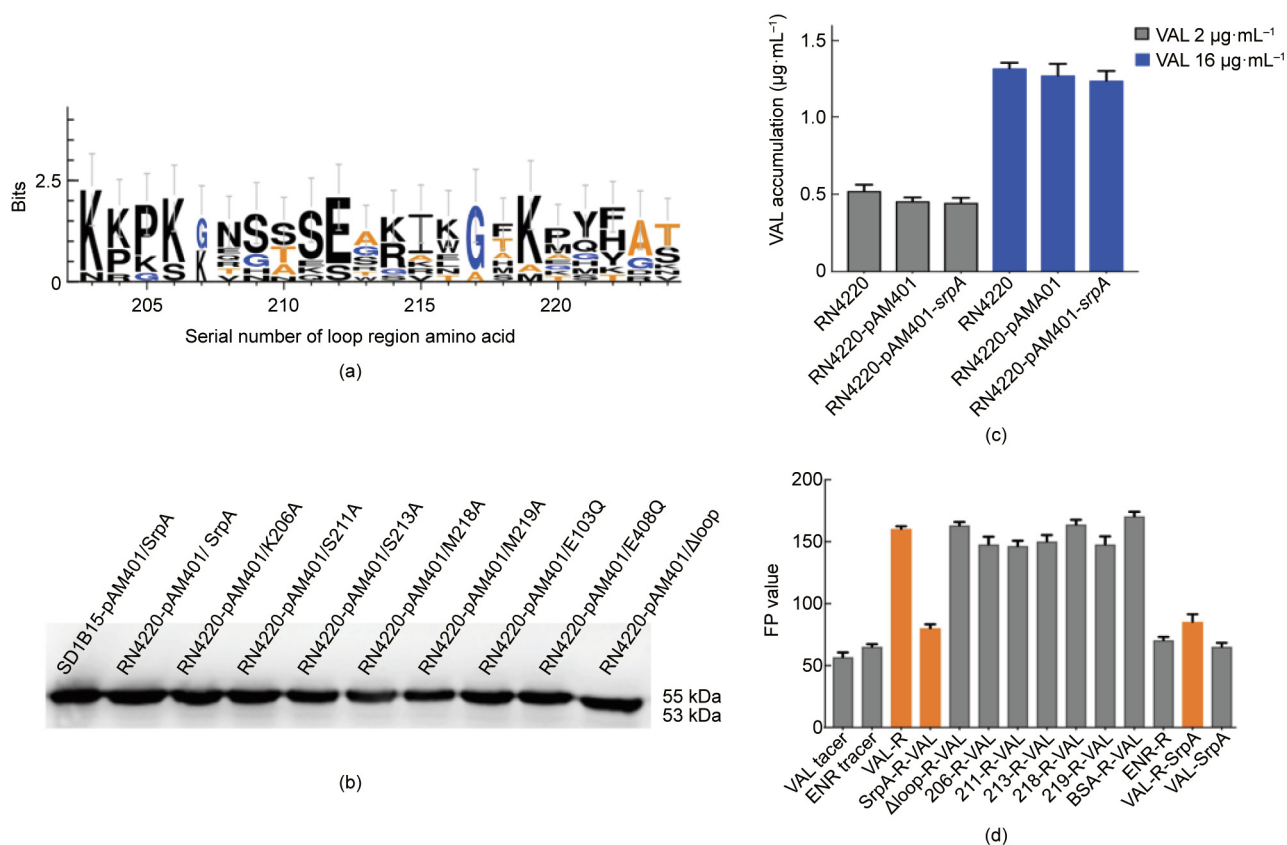 Bits
2.5
0
205
210
215
220
Serial number of loop region amino acid
(a)
SD1B15-pAM401/SrpA
RN4220-pAM401/ SrpA
RN4220-pAM401/K206A
RN4220-pAM401/S211A
RN4220-pAM401/S213A
RN4220-pAM401/M218A
RN4220-pAM401/M219A
RN4220-pAM401/E103Q
RN4220-pAM401/E408Q
RN4220-pAM401/Δloop
55 kDa
53 kDa
(b)
VAL 2 μg·mL⁻¹
VAL 16 μg·mL⁻¹
VAL accumulation (μg·mL⁻¹)
1.5
1.0
0.5
0
RN4220
RN4220-pAM401
RN4220-pAM401-srpA
RN4220
RN4220-pAMA01
RN4220-pAM401-srpA
(c)
FP value
200
150
100
50
0
VAL tacer
ENR tracer
VAL-R
SrpA-R-VAL
Δloop-R-VAL
206-R-VAL
211-R-VAL
213-R-VAL
218-R-VAL
219-R-VAL
BSA-R-VAL
ENR-R
VAL-R-SrpA
VAL-SrpA
(d)